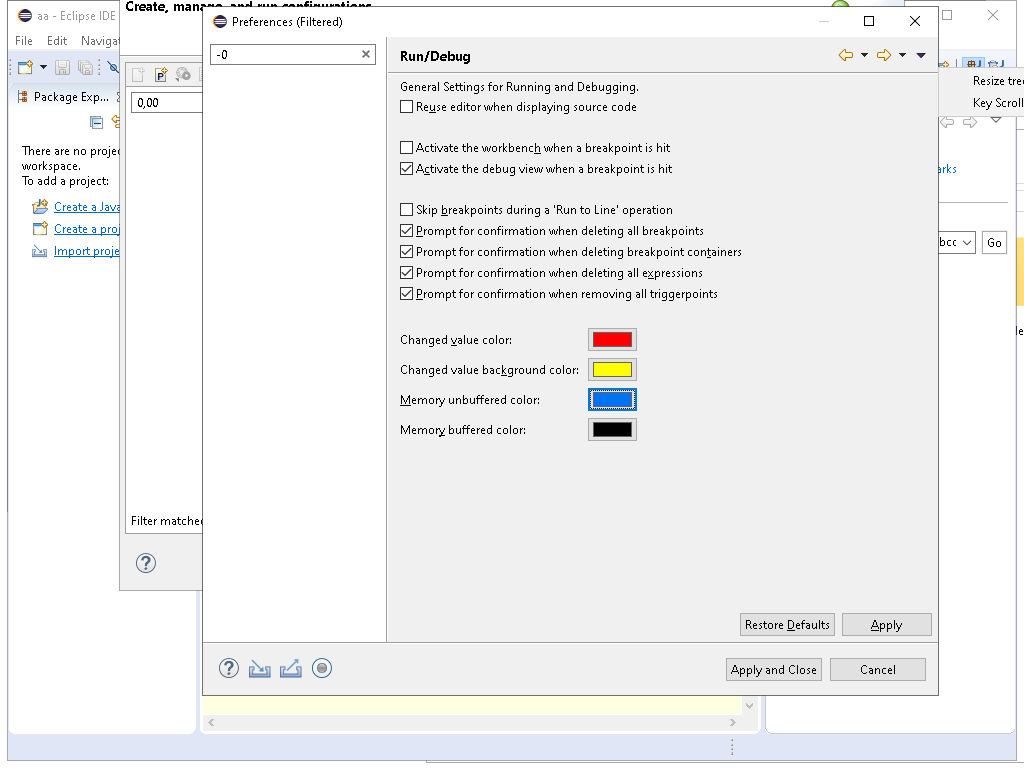 aa - Eclipse IDE
Create, manage, and run configurations
File Edit Navigat
Package Exp...
There are no proje
workspace.
To add a project:
Create a Java
Create a proj
Import proje
0,00
Filter matched
Preferences (Filtered)
-0
Run/Debug
General Settings for Running and Debugging.
Reuse editor when displaying source code
Activate the workbench when a breakpoint is hit
Activate the debug view when a breakpoint is hit
Skip breakpoints during a 'Run to Line' operation
Prompt for confirmation when deleting all breakpoints
Prompt for confirmation when deleting breakpoint containers
Prompt for confirmation when deleting all expressions
Prompt for confirmation when removing all triggerpoints
Changed value color:
Changed value background color:
Memory unbuffered color:
Memory buffered color:
Restore Defaults
Apply
Apply and Close
Cancel
Resize tree
Key Scroll
arks
bcc
Go